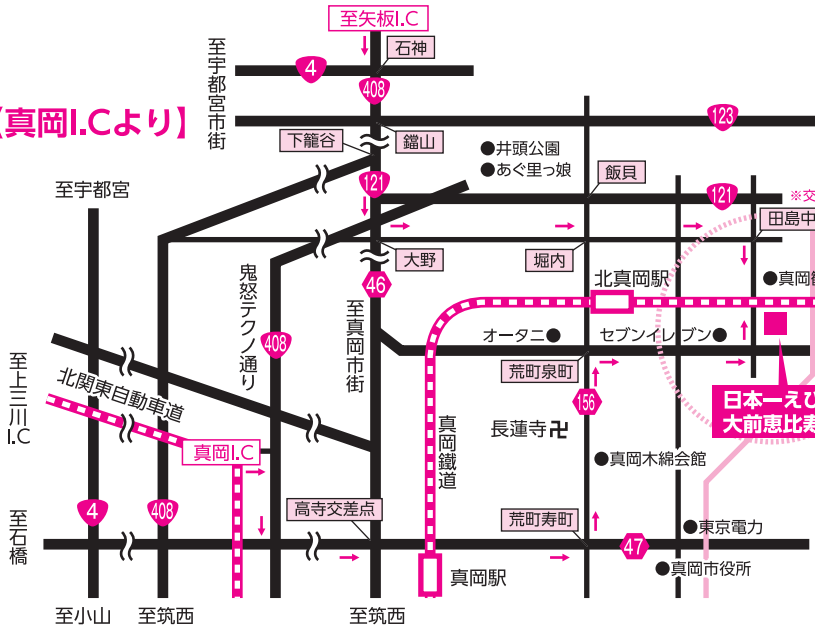 至矢板I.C
石神
4
408
至宇都宮市街
【真岡I.Cより】
123
下籠谷
鐺山
●井頭公園
●あぐ里っ娘
飯貝
121
121
※交
至宇都宮
田島中
大野
堀内
46
鬼怒テクノ通り
至真岡市街
北真岡駅
●真岡
408
オータニ●
セブンイレブン●
至上三川I.C
北関東自動車道
荒町泉町
日本一えび
大前恵比寿
156
真岡I.C
真岡鐵道
長蓮寺卍
●真岡木綿会館
4
408
高寺交差点
荒町寿町
至石橋
●東京電力
47
真岡駅
●真岡市役所
至小山
至筑西
至筑西